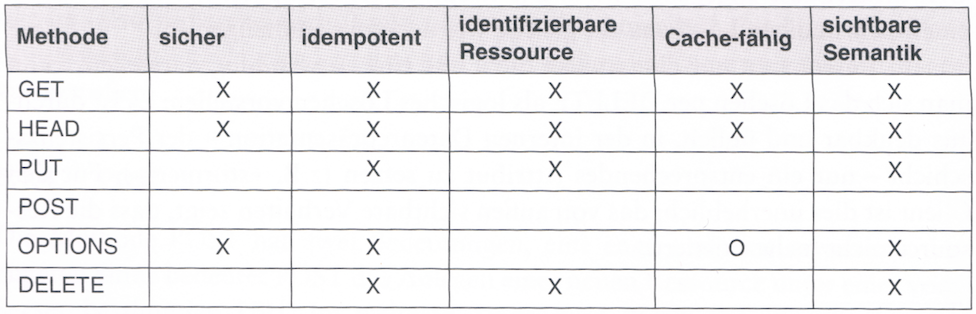 Methode sicher idempotent identifizierbare Ressource Cache-fähig sichtbare Semantik
GET X X X X X
HEAD X X X X X
PUT X X X
POST
OPTIONS X X O X
DELETE X X X